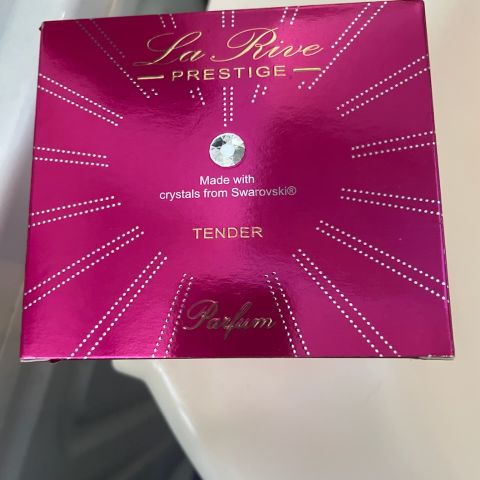 La Rive
PRESTIGE
Made with
crystals from Swarovski®
TENDER
Parfum